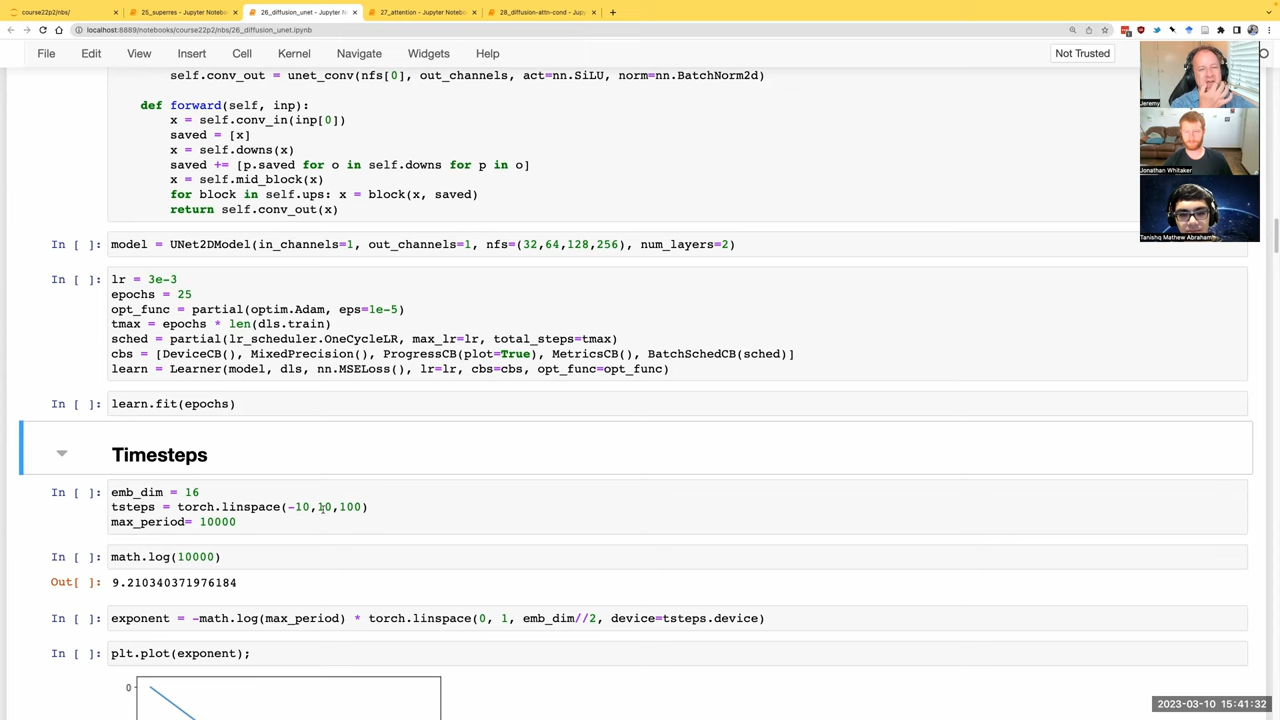 course22p2/nbs/
25_superres - Jupyter Noteb
26_diffusion_unet - Jupyter N
27_attention - Jupyter Notebo
28_diffusion-attn-cond - Jupy
localhost:8889/notebooks/course22p2/nbs/26_diffusion_unet.ipynb
File Edit View Insert Cell Kernel Navigate Widgets Help Not Trusted
self.conv_out = unet_conv(nfs[0], out_channels, act=nn.SiLU, norm=nn.BatchNorm2d)
def forward(self, inp):
x = self.conv_in(inp[0])
saved = [x]
x = self.downs(x)
saved += [p.saved for o in self.downs for p in o]
x = self.mid_block(x)
for block in self.ups: x = block(x, saved)
return self.conv_out(x)
Jeremy
Jonathan Whitaker
Tanishq Mathew Abraham
In [ ]: model = UNet2DModel(in_channels=1, out_channels=1, nfs=(32,64,128,256), num_layers=2)
In [ ]: lr = 3e-3
epochs = 25
opt_func = partial(optim.Adam, eps=1e-5)
tmax = epochs * len(dls.train)
sched = partial(lr_scheduler.OneCycleLR, max_lr=lr, total_steps=tmax)
cbs = [DeviceCB(), MixedPrecision(), ProgressCB(plot=True), MetricsCB(), BatchSchedCB(sched)]
learn = Learner(model, dls, nn.MSELoss(), lr=lr, cbs=cbs, opt_func=opt_func)
In [ ]: learn.fit(epochs)
Timesteps
In [ ]: emb_dim = 16
tsteps = torch.linspace(-10,10,100)
max_period= 10000
In [ ]: math.log(10000)
Out[ ]: 9.210340371976184
In [ ]: exponent = -math.log(max_period) * torch.linspace(0, 1, emb_dim//2, device=tsteps.device)
In [ ]: plt.plot(exponent);
0
2023-03-10 15:41:32